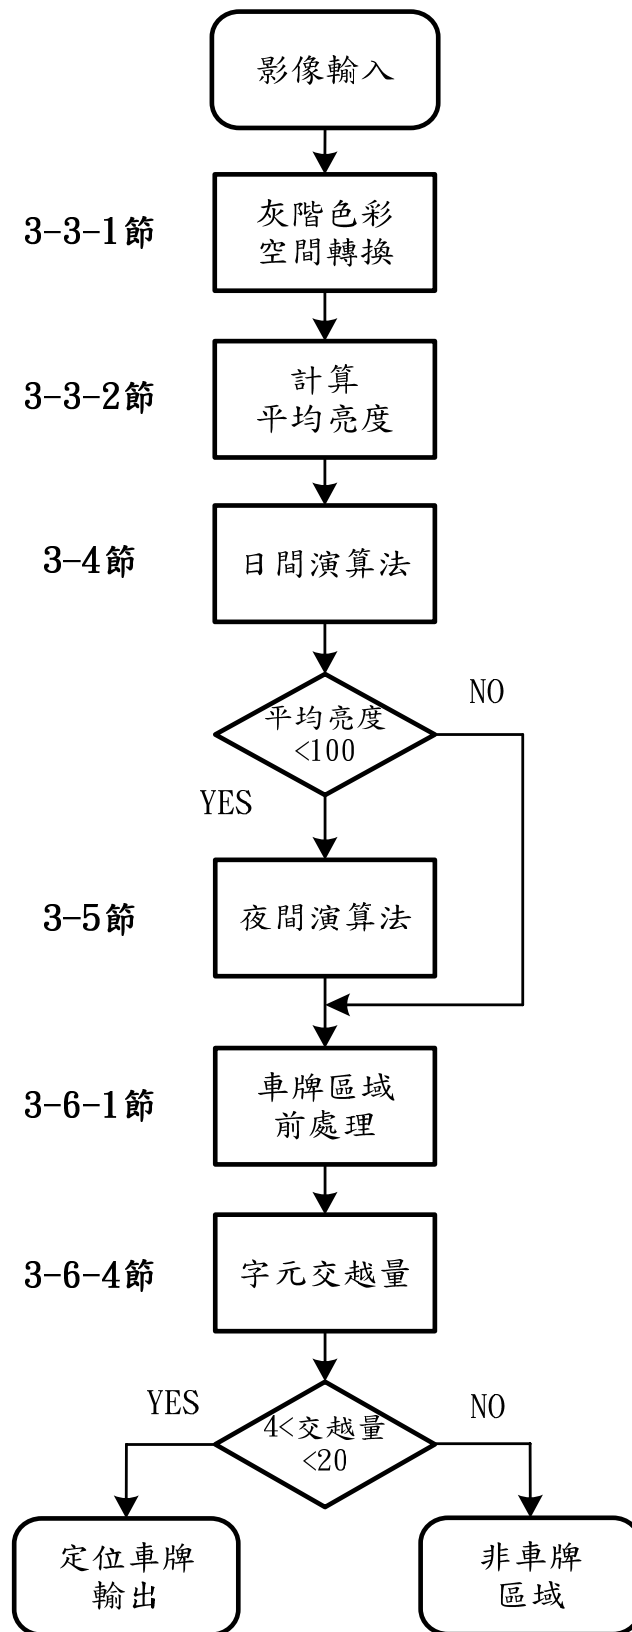 影像輸入
3-3-1節
灰階色彩
空間轉換
3-3-2節
計算
平均亮度
3-4節
日間演算法
平均亮度
<100
NO
YES
3-5節
夜間演算法
3-6-1節
車牌區域
前處理
3-6-4節
字元交越量
4<交越量
<20
YES
NO
定位車牌
輸出
非車牌
區域